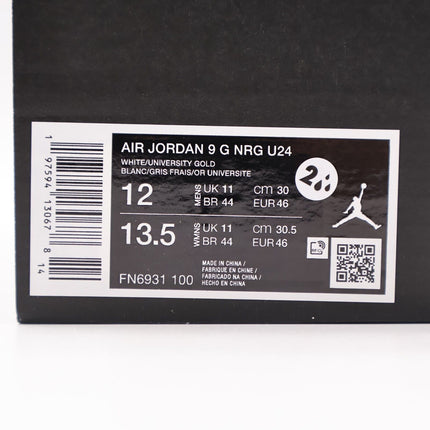 AIR JORDAN 9 G NRG U24
WHITE/UNIVERSITY GOLD
BLANC/GRIS FRAIS/OR UNIVERSITE
12 MENS UK 11 cm 30
BR 44 EUR 46
13.5 WMNS UK 11 cm 30.5
BR 44 EUR 46
FN6931 100
MADE IN CHINA /
FABRIQUÉ EN CHINE /
FABRICADO NA CHINA /
HECHO EN CHINA
1 97594 13067 8 14